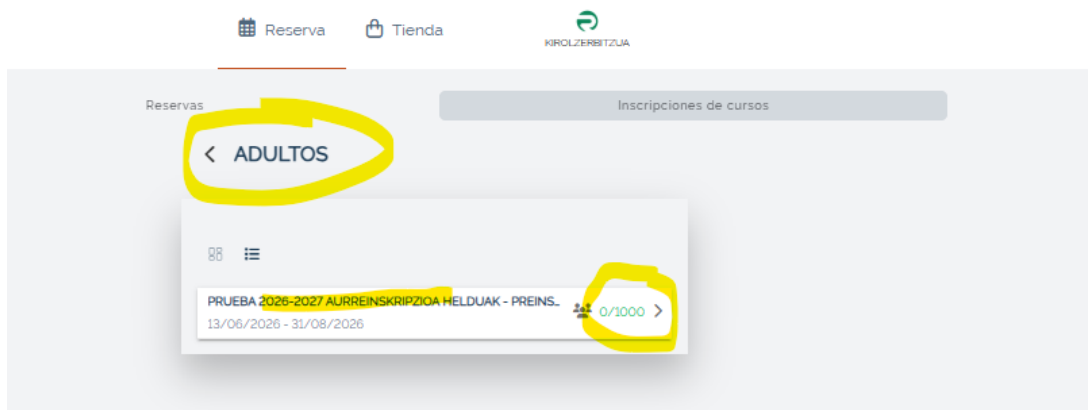 Reserva
Tienda
KIROLZERBITZUA
Reservas
Inscripciones de cursos
ADULTOS
PRUEBA 2026-2027 AURREINSKRIPZIOA HELDUAK - PREINS...
0/1000
13/06/2026 - 31/08/2026